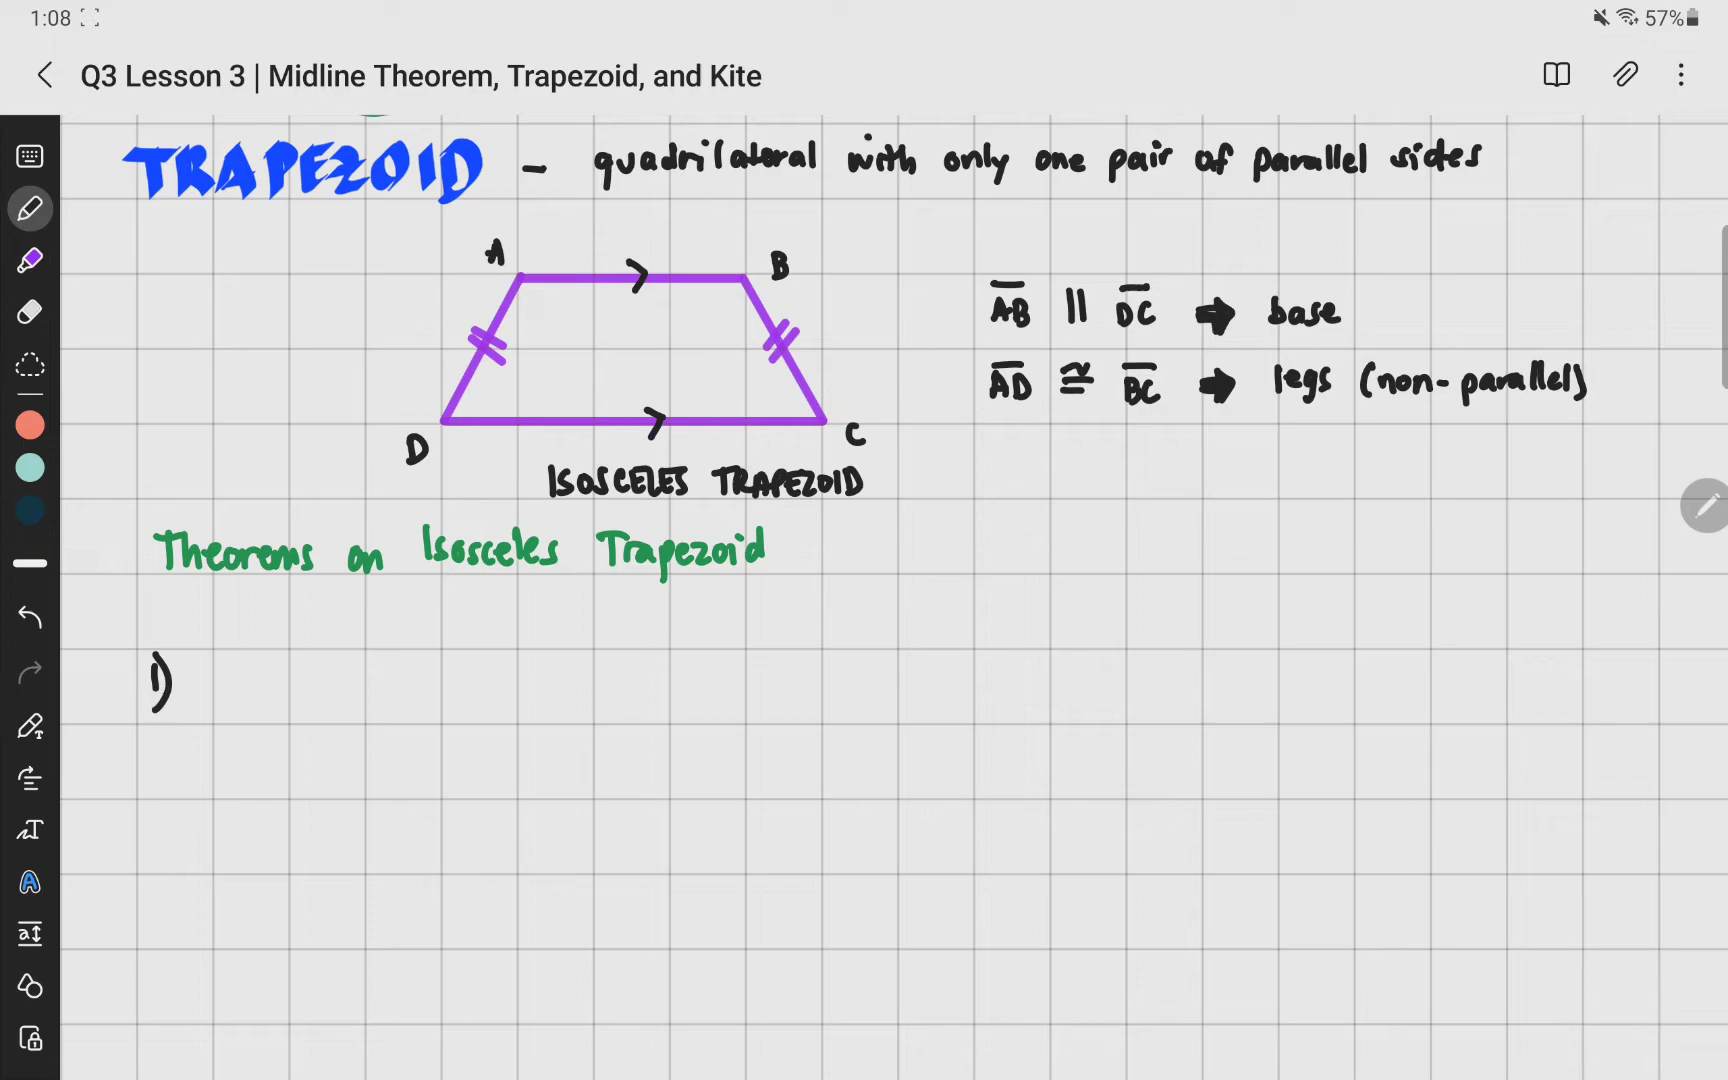 1:08
57%
Q3 Lesson 3 | Midline Theorem, Trapezoid, and Kite
TRAPEZOID - quadrilateral with only one pair of parallel sides
A
B
AB || DC → base
AD ≅ BC → legs (non-parallel)
D
C
ISOSCELES TRAPEZOID
Theorems on Isosceles Trapezoid
1)